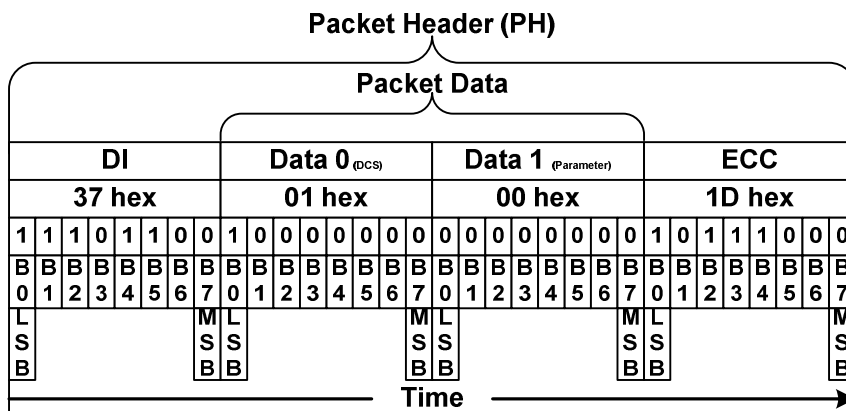 Packet Header (PH)
Packet Data
DI Data 0 (DCS) Data 1 (Parameter) ECC
37 hex 01 hex 00 hex 1D hex
1 1 1 0 1 1 0 0 1 0 0 0 0 0 0 0 0 0 0 0 0 0 0 0 1 0 1 1 1 0 0 0
B B B B B B B B B B B B B B B B B B B B B B B B B B B B B B B B
0 1 2 3 4 5 6 7 0 1 2 3 4 5 6 7 0 1 2 3 4 5 6 7 0 1 2 3 4 5 6 7
L M L M L M L M
S S S S S S S S
B B B B B B B B
Time